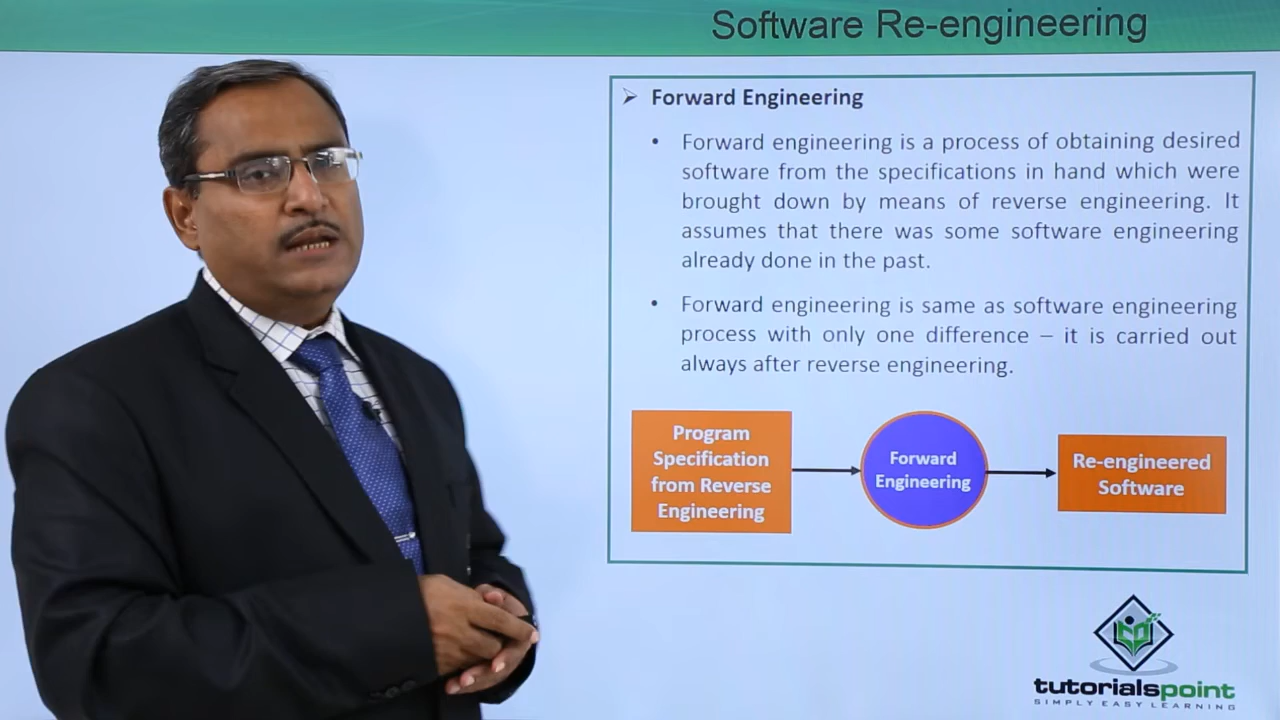 Software Re-engineering
➢ Forward Engineering
• Forward engineering is a process of obtaining desired
software from the specifications in hand which were
brought down by means of reverse engineering. It
assumes that there was some software engineering
already done in the past.
• Forward engineering is same as software engineering
process with only one difference – it is carried out
always after reverse engineering.
Program
Specification
from Reverse
Engineering
Forward
Engineering
Re-engineered
Software
tutorialspoint
SIMPLY EASY LEARNING